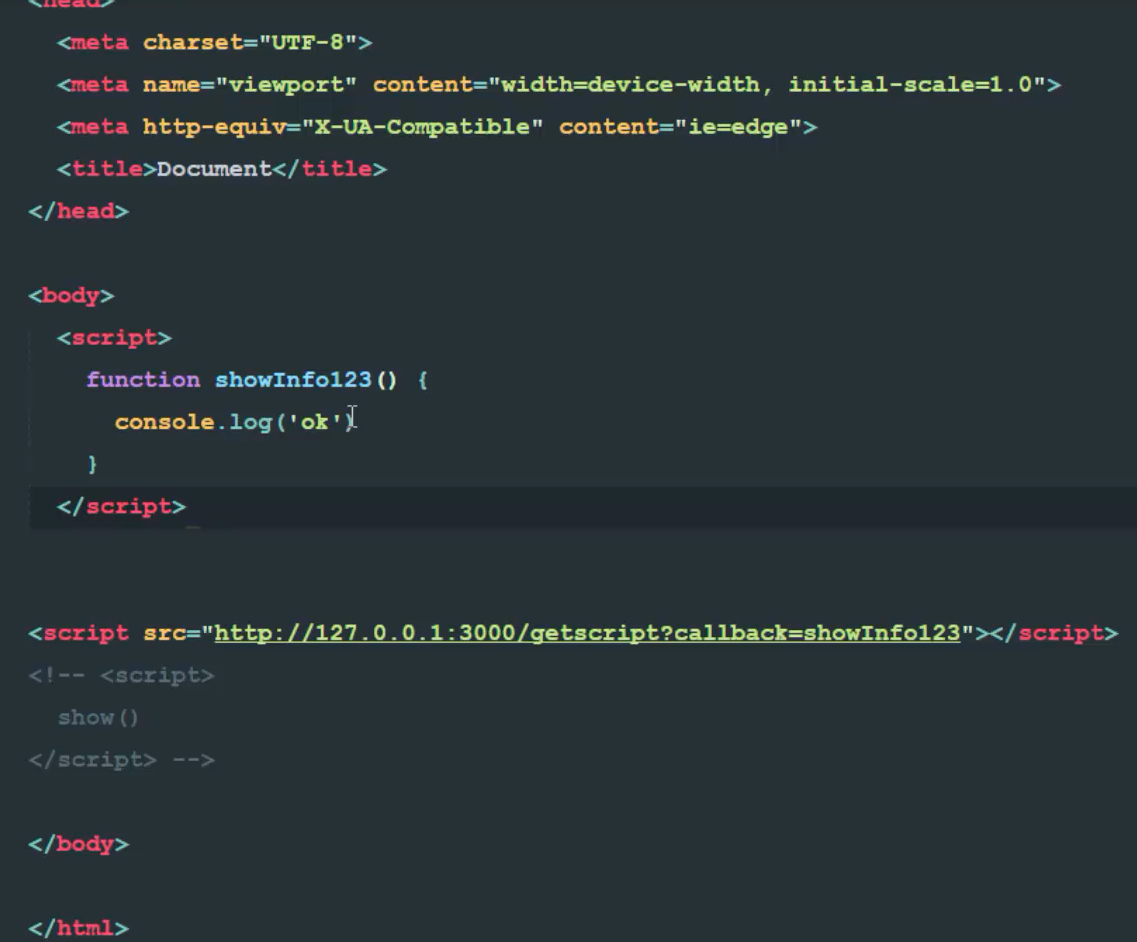 <head>
<meta charset="UTF-8">
<meta name="viewport" content="width=device-width, initial-scale=1.0">
<meta http-equiv="X-UA-Compatible" content="ie=edge">
<title>Document</title>
</head>
<body>
<script>
function showInfo123() {
console.log('ok')
}
</script>
<script src="http://127.0.0.1:3000/getscript?callback=showInfo123"></script>
<!-- <script>
show()
</script> -->
</body>
</html>